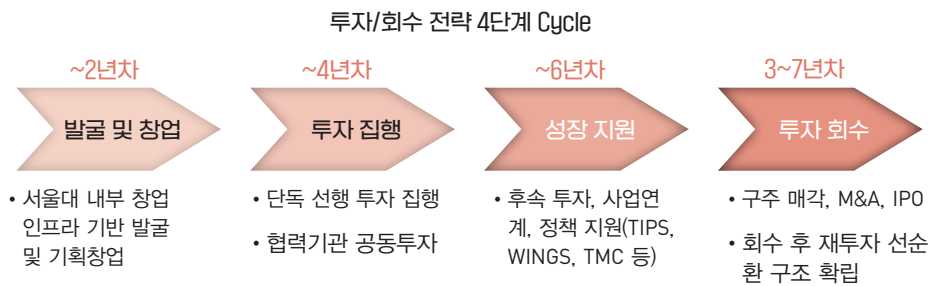 투자/회수 전략 4단계 Cycle
~2년차
발굴 및 창업
• 서울대 내부 창업
인프라 기반 발굴
및 기획창업
~4년차
투자 집행
• 단독 선행 투자 집행
• 협력기관 공동투자
~6년차
성장 지원
• 후속 투자, 사업연
계, 정책 지원(TIPS,
WINGS, TMC 등)
3~7년차
투자 회수
• 구주 매각, M&A, IPO
• 회수 후 재투자 선순
환 구조 확립